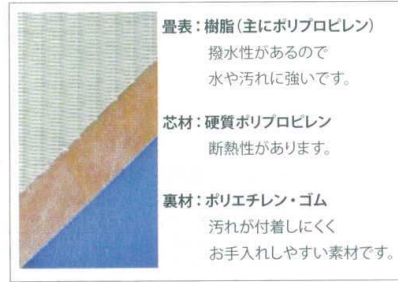 畳表：樹脂（主にポリプロピレン）
撥水性があるので
水や汚れに強いです。
芯材：硬質ポリプロピレン
断熱性があります。
裏材：ポリエチレン・ゴム
汚れが付着しにくく
お手入れしやすい素材です。